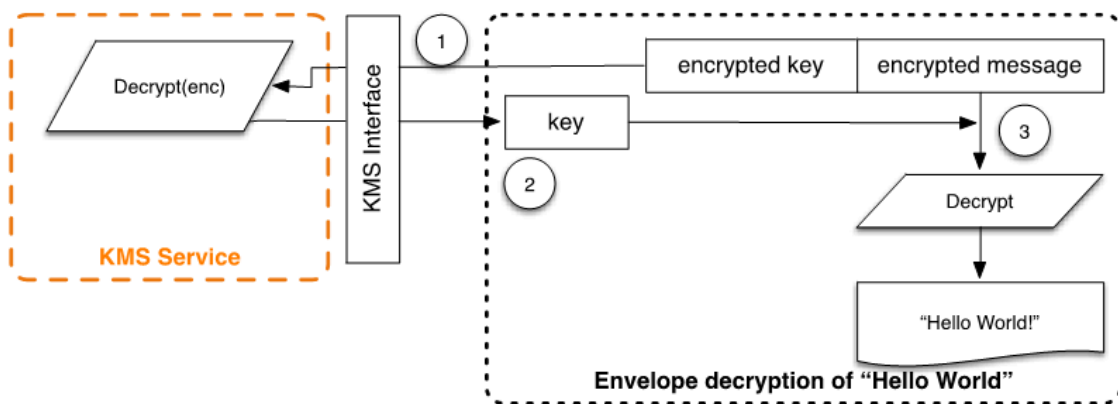 1
encrypted key
encrypted message
Decrypt(enc)
KMS Interface
key
3
2
Decrypt
KMS Service
“Hello World!”
Envelope decryption of “Hello World”